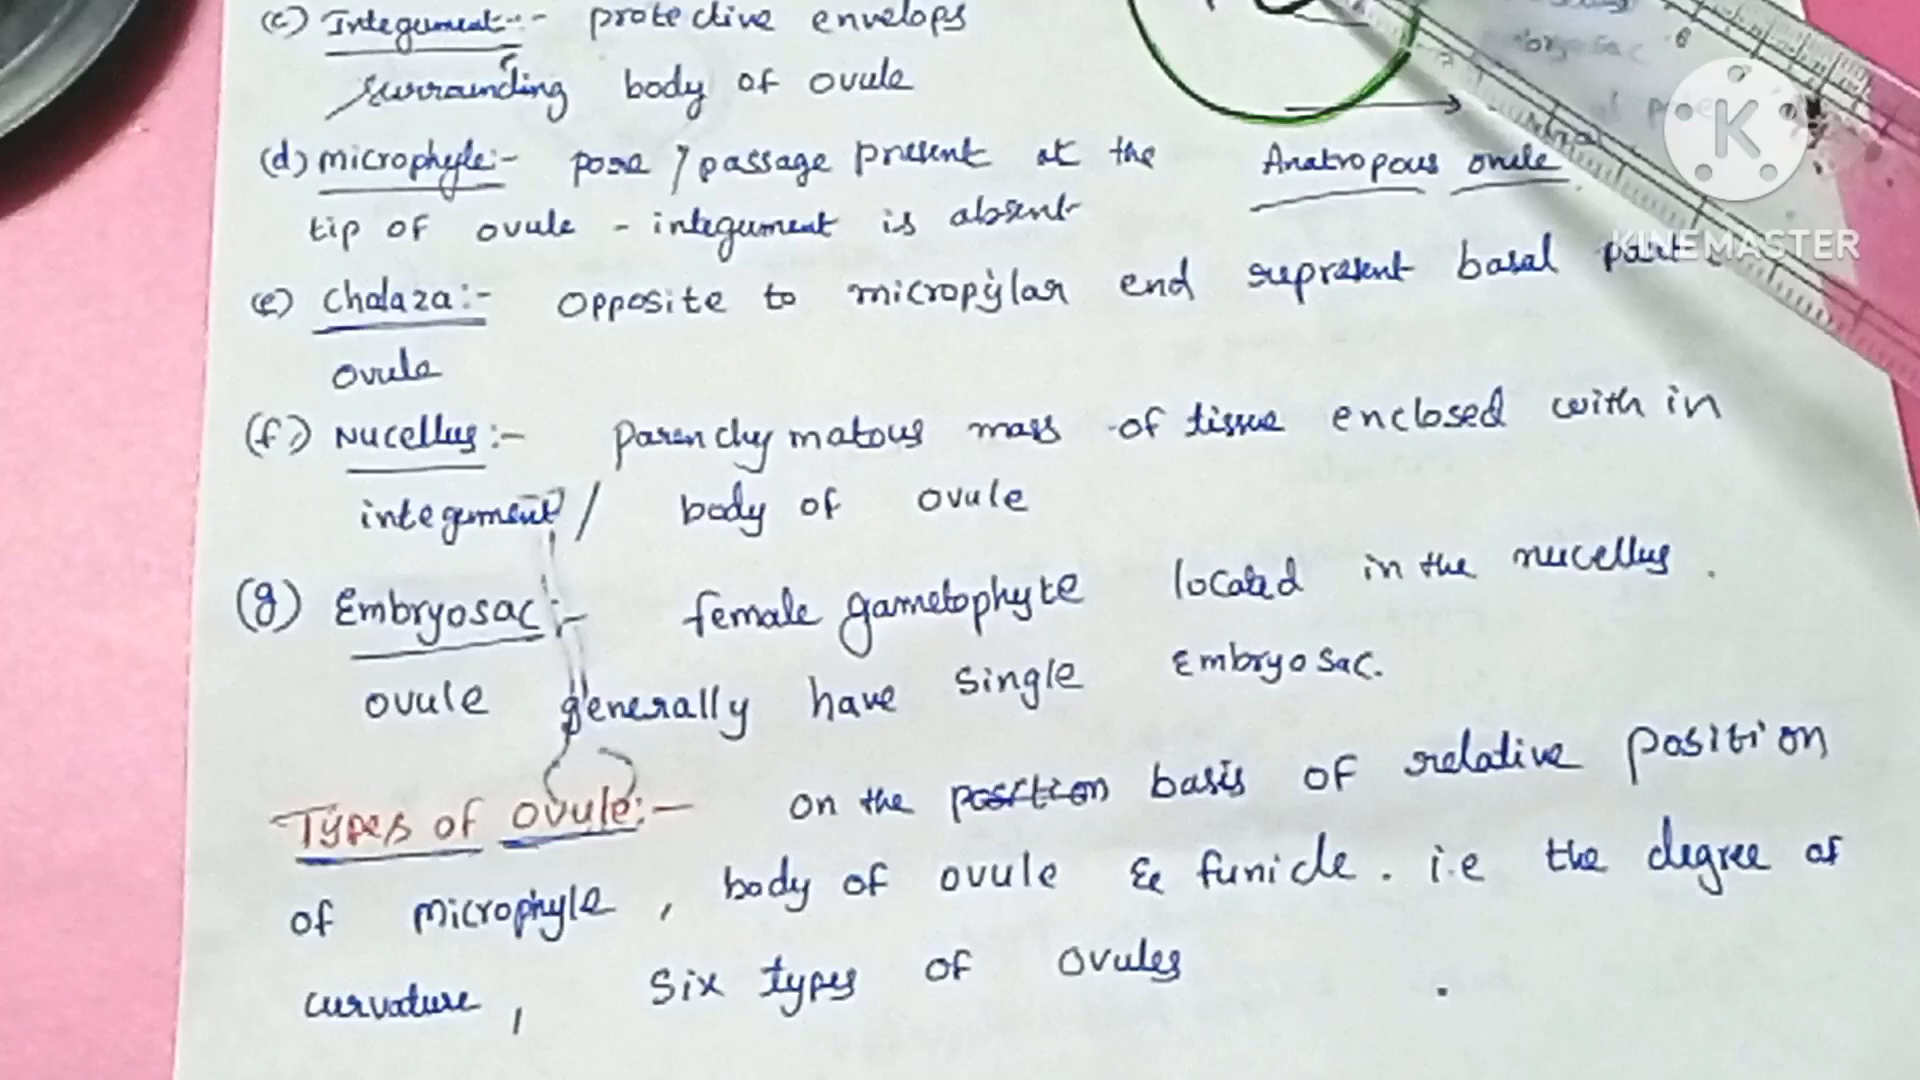 (c) Integument:- protective envelops
surrounding body of ovule
(d) microphyle:- pore / passage present at the
tip of ovule - integument is absent
Anatropous ovule
(e) Chalaza:- opposite to micropylar end represent basal part
ovule
(f) Nucellus:- parenchymatous mass of tissue enclosed with in
integument / body of ovule
(g) Embryosac:- female gametophyte located in the nucellus.
ovule generally have single Embryosac.
Types of ovule:- on the position basis of relative position
of microphyle, body of ovule & funicle. i.e the degree of
curvature, Six types of ovules
K
KINEMASTER
6